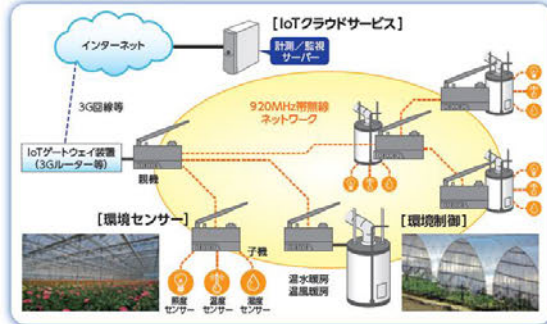 [IoTクラウドサービス]
インターネット
計測／監視
サーバー
3G回線等
920MHz帯無線
ネットワーク
IoTゲートウェイ装置
(3Gルーター等)
親機
[環境センサー]
子機
[環境制御]
温水暖房
温風暖房
照度
センサー
温度
センサー
湿度
センサー